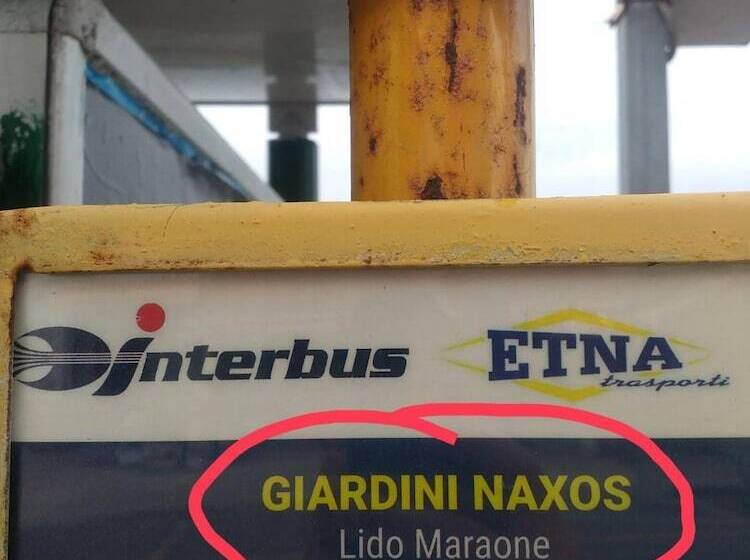 interbus
ETNA
trasporti
GIARDINI NAXOS
Lido Maraone